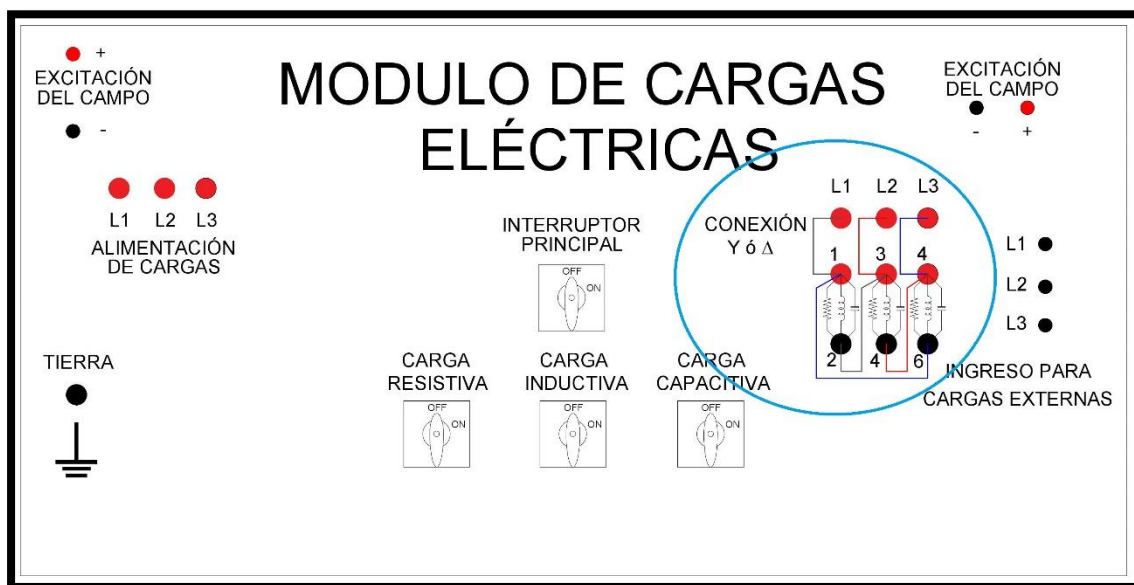 +
EXCITACIÓN
DEL CAMPO
-
MODULO DE CARGAS
ELÉCTRICAS
EXCITACIÓN
DEL CAMPO
- +
L1 L2 L3
ALIMENTACIÓN
DE CARGAS
INTERRUPTOR
PRINCIPAL
OFF
ON
CONEXIÓN
Y ó Δ
L1 L2 L3
1 3 4
2 4 6
L1
L2
L3
INGRESO PARA
CARGAS EXTERNAS
TIERRA
CARGA
RESISTIVA
OFF
ON
CARGA
INDUCTIVA
OFF
ON
CARGA
CAPACITIVA
OFF
ON